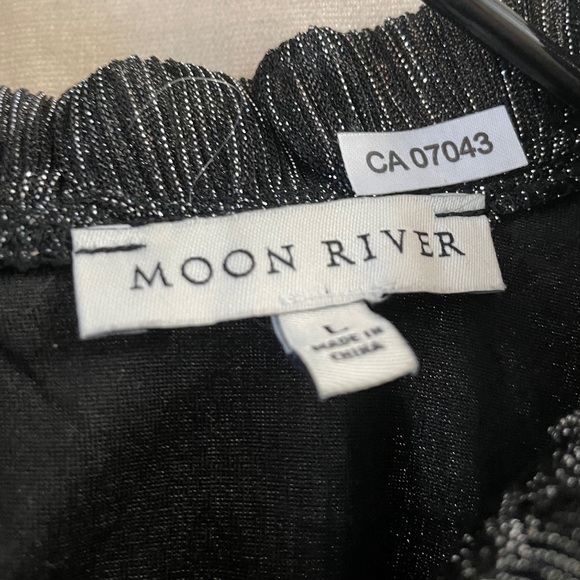 CA 07043
MOON RIVER
L
MADE IN
CHINA